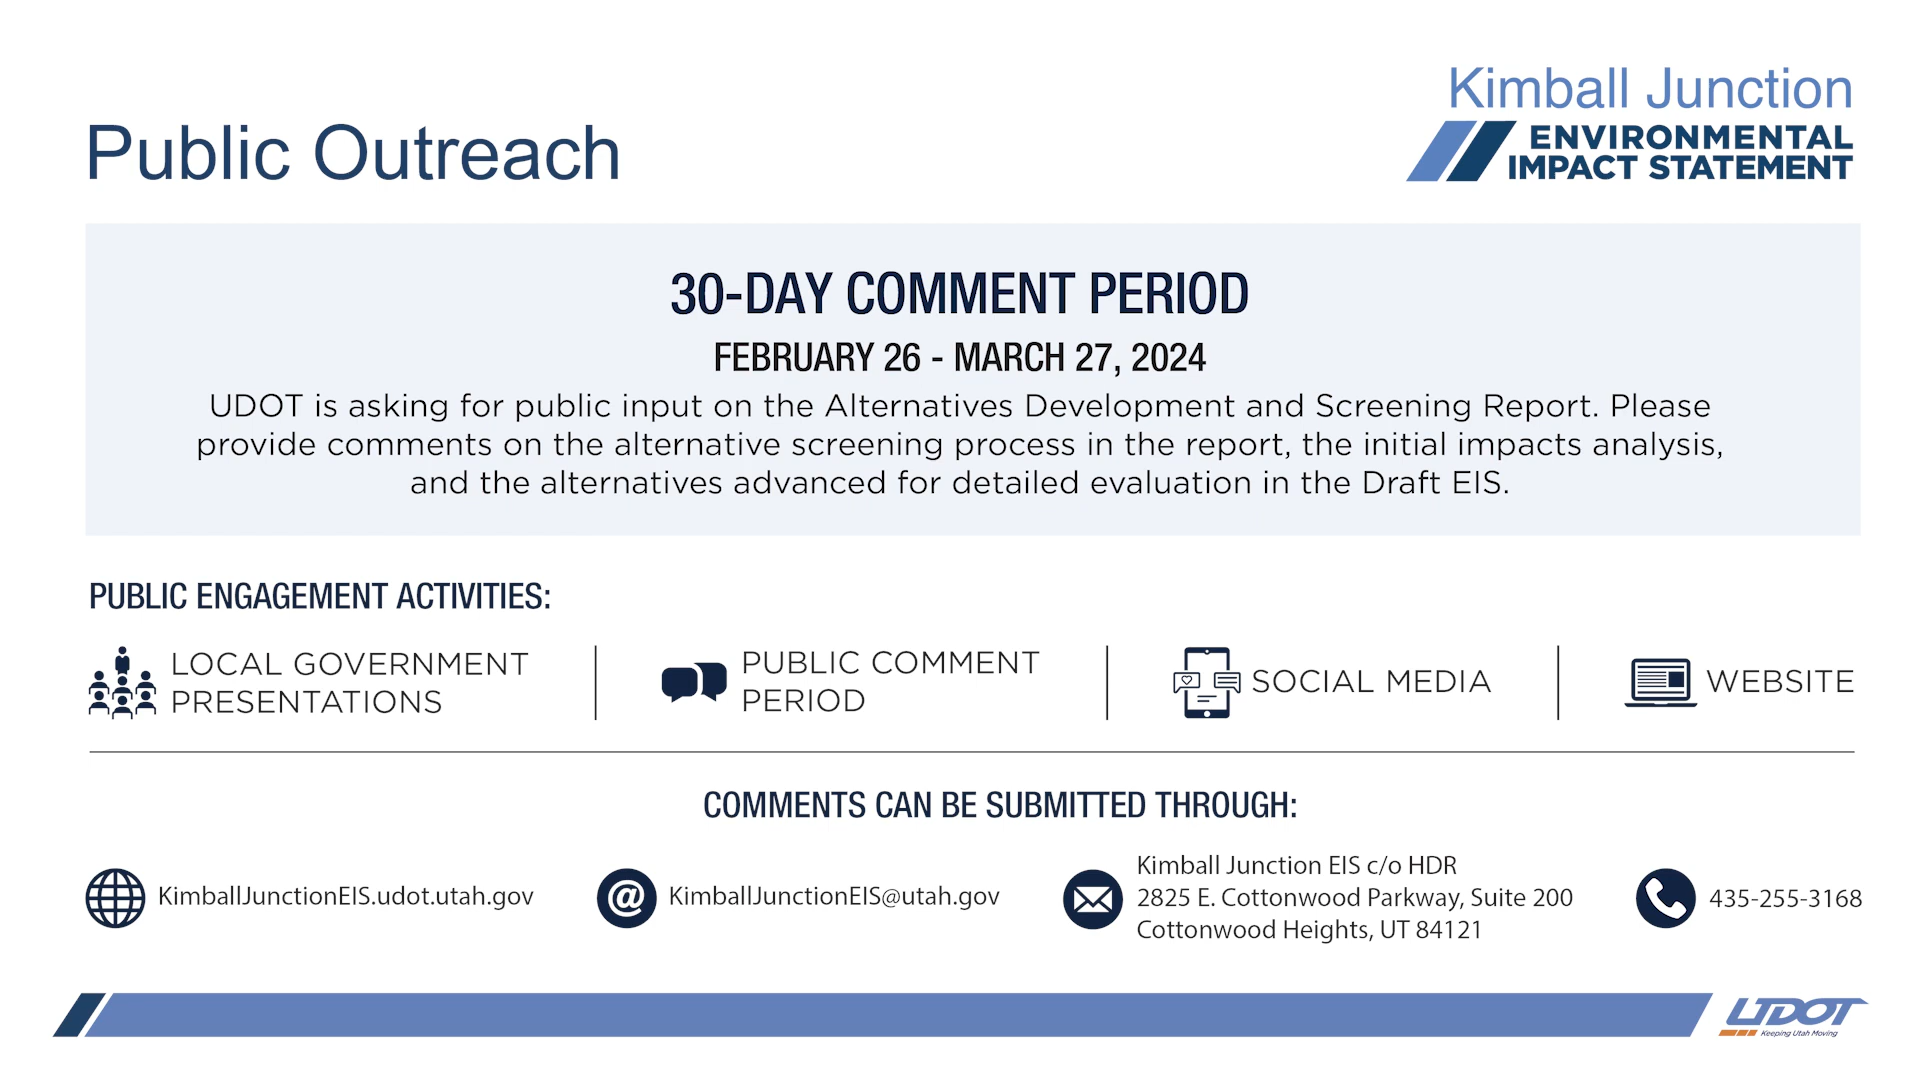 Kimball Junction
ENVIRONMENTAL
IMPACT STATEMENT
Public Outreach
30-DAY COMMENT PERIOD
FEBRUARY 26 - MARCH 27, 2024
UDOT is asking for public input on the Alternatives Development and Screening Report. Please
provide comments on the alternative screening process in the report, the initial impacts analysis,
and the alternatives advanced for detailed evaluation in the Draft EIS.
PUBLIC ENGAGEMENT ACTIVITIES:
LOCAL GOVERNMENT
PRESENTATIONS
PUBLIC COMMENT
PERIOD
SOCIAL MEDIA
WEBSITE
COMMENTS CAN BE SUBMITTED THROUGH:
KimballJunctionEIS.udot.utah.gov
KimballJunctionEIS@utah.gov
Kimball Junction EIS c/o HDR
2825 E. Cottonwood Parkway, Suite 200
Cottonwood Heights, UT 84121
435-255-3168
UDOT
Keeping Utah Moving